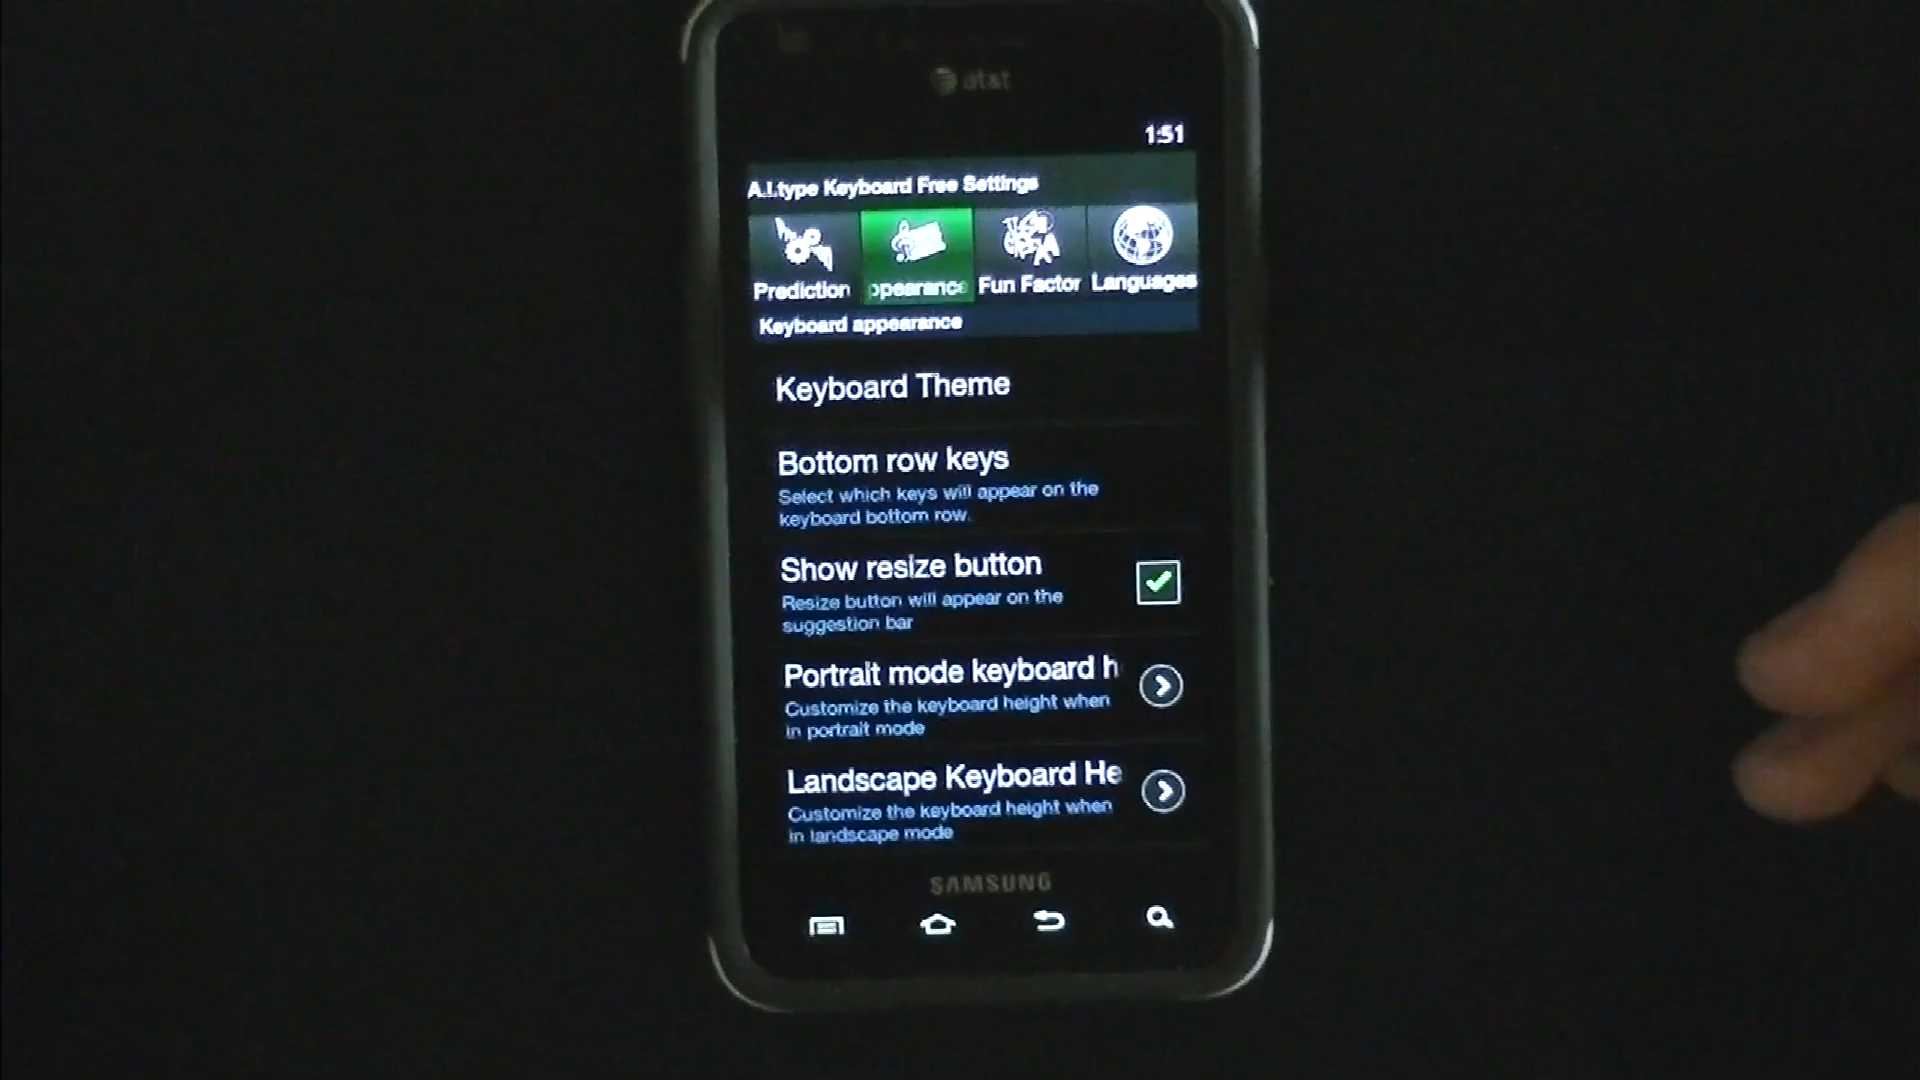 at&t
1:51
A.I.type Keyboard Free Settings
Prediction ppearance Fun Factor Languages
Keyboard appearance
Keyboard Theme
Bottom row keys
Select which keys will appear on the
keyboard bottom row.
Show resize button
Resize button will appear on the
suggestion bar
Portrait mode keyboard h
Customize the keyboard height when
in portrait mode
Landscape Keyboard He
Customize the keyboard height when
in landscape mode
SAMSUNG